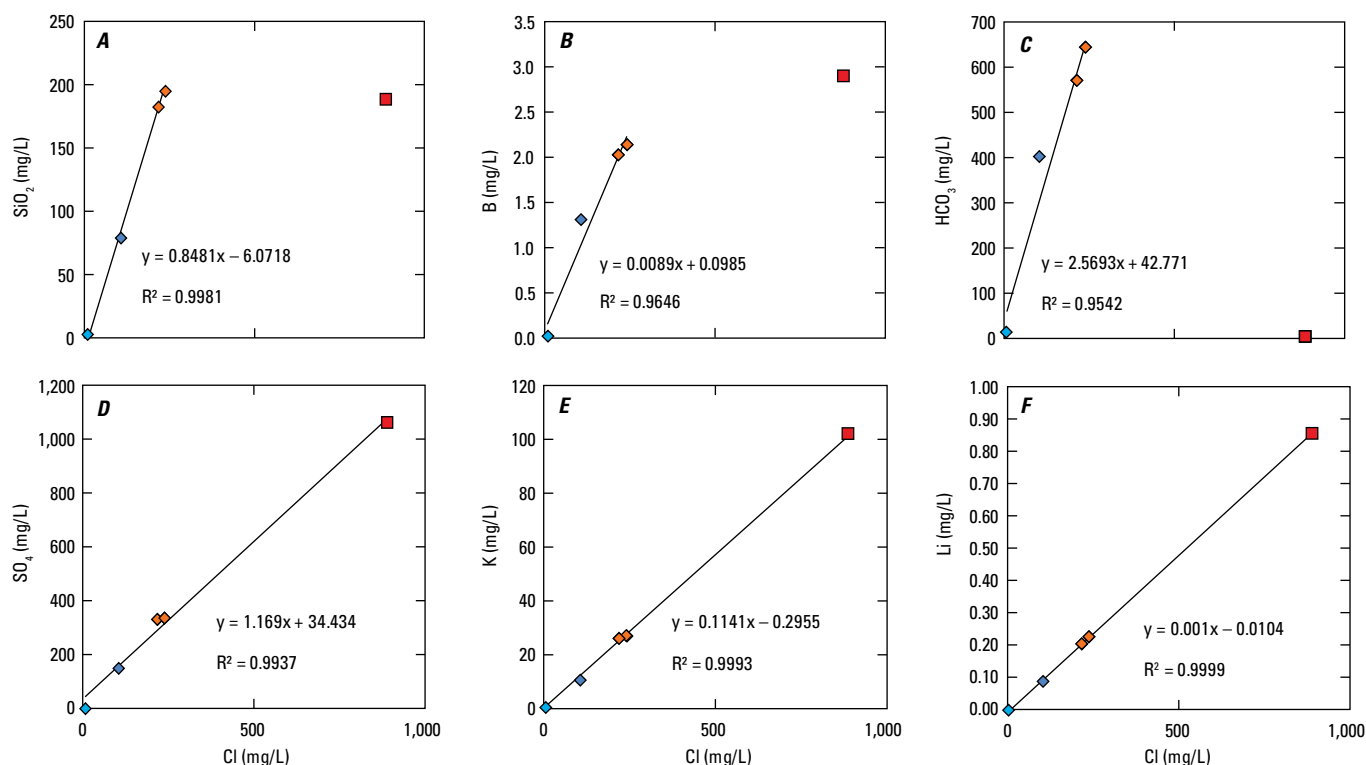 A
250
200
150
100
50
0
SiO2 (mg/L)
y = 0.8481x – 6.0718
R² = 0.9981
500
1,000
B
3.5
3.0
2.5
2.0
1.5
1.0
0.5
0.0
B (mg/L)
y = 0.0089x + 0.0985
R² = 0.9646
0
500
1,000
C
700
600
500
400
300
200
100
0
HCO3 (mg/L)
y = 2.5693x + 42.771
R² = 0.9542
D
1,200
1,000
800
600
400
200
0
SO4 (mg/L)
y = 1.169x + 34.434
R² = 0.9937
0
500
1,000
Cl (mg/L)
E
120
100
80
60
40
20
0
K (mg/L)
y = 0.1141x – 0.2955
R² = 0.9993
0
500
1,000
Cl (mg/L)
F
1.00
0.90
0.80
0.70
0.60
0.50
0.40
0.30
0.20
0.10
0.00
Li (mg/L)
y = 0.001x – 0.0104
R² = 0.9999
0
500
1,000
Cl (mg/L)